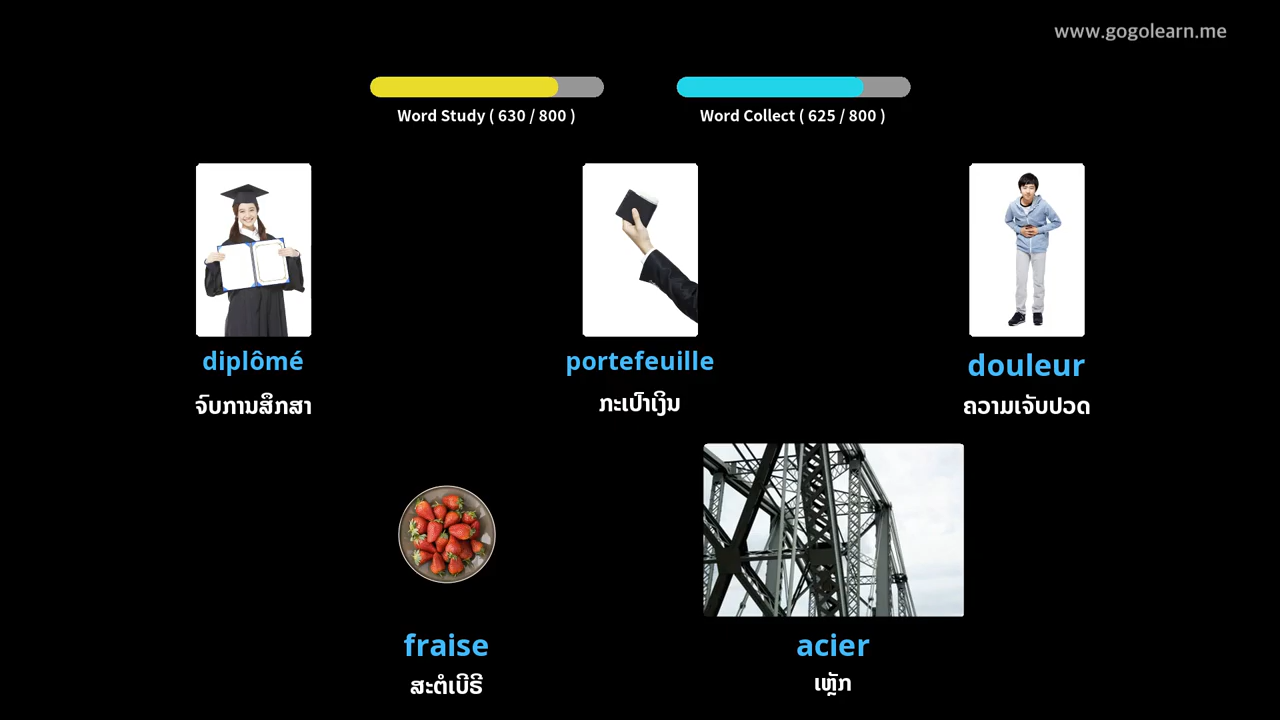 www.gogolearn.me
Word Study ( 630 / 800 )
Word Collect ( 625 / 800 )
diplômé
ຈົບການສຶກສາ
portefeuille
ກະເປົາເງິນ
douleur
ຄວາມເຈັບປວດ
fraise
ສະຕໍເບີຣີ
acier
ເຫຼັກ